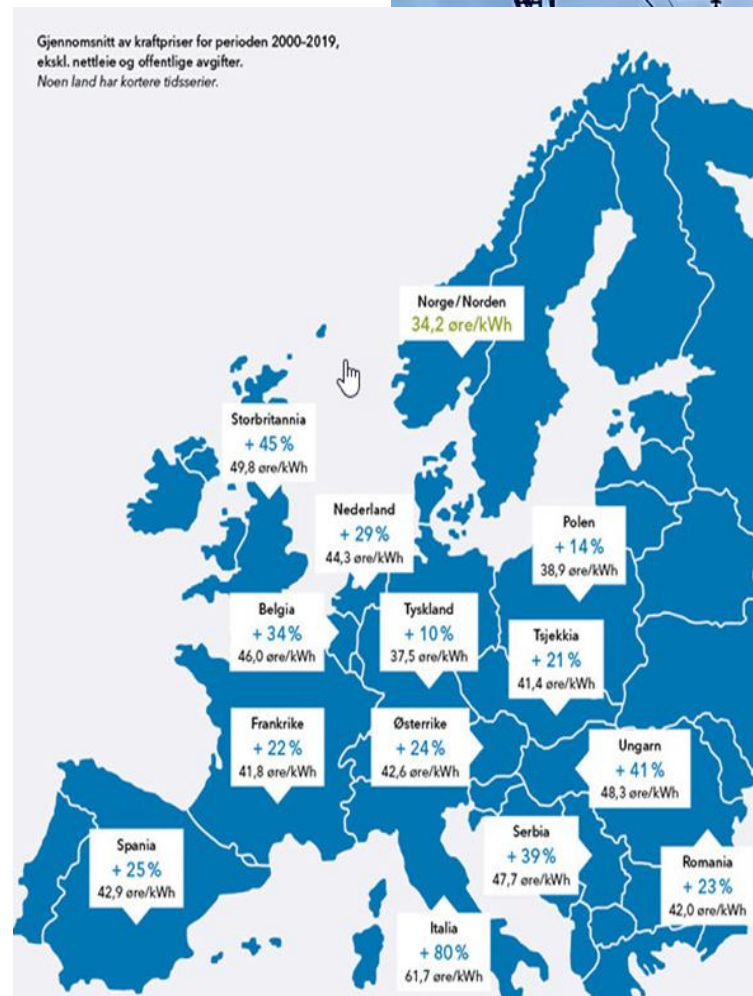 Gjennomsnitt av kraftpriser for perioden 2000-2019,
ekskl. nettleie og offentlige avgifter.
Noen land har kortere tidsserier.
Norge/Norden
34,2 øre/kWh
Storbritannia
+ 45 %
49,8 øre/kWh
Nederland
+ 29 %
44,3 øre/kWh
Polen
+ 14 %
38,9 øre/kWh
Belgia
+ 34 %
46,0 øre/kWh
Tyskland
+ 10 %
37,5 øre/kWh
Tsjekkia
+ 21 %
41,4 øre/kWh
Frankrike
+ 22 %
41,8 øre/kWh
Østerrike
+ 24 %
42,6 øre/kWh
Ungarn
+ 41 %
48,3 øre/kWh
Spania
+ 25 %
42,9 øre/kWh
Serbia
+ 39 %
47,7 øre/kWh
Romania
+ 23 %
42,0 øre/kWh
Italia
+ 80 %
61,7 øre/kWh